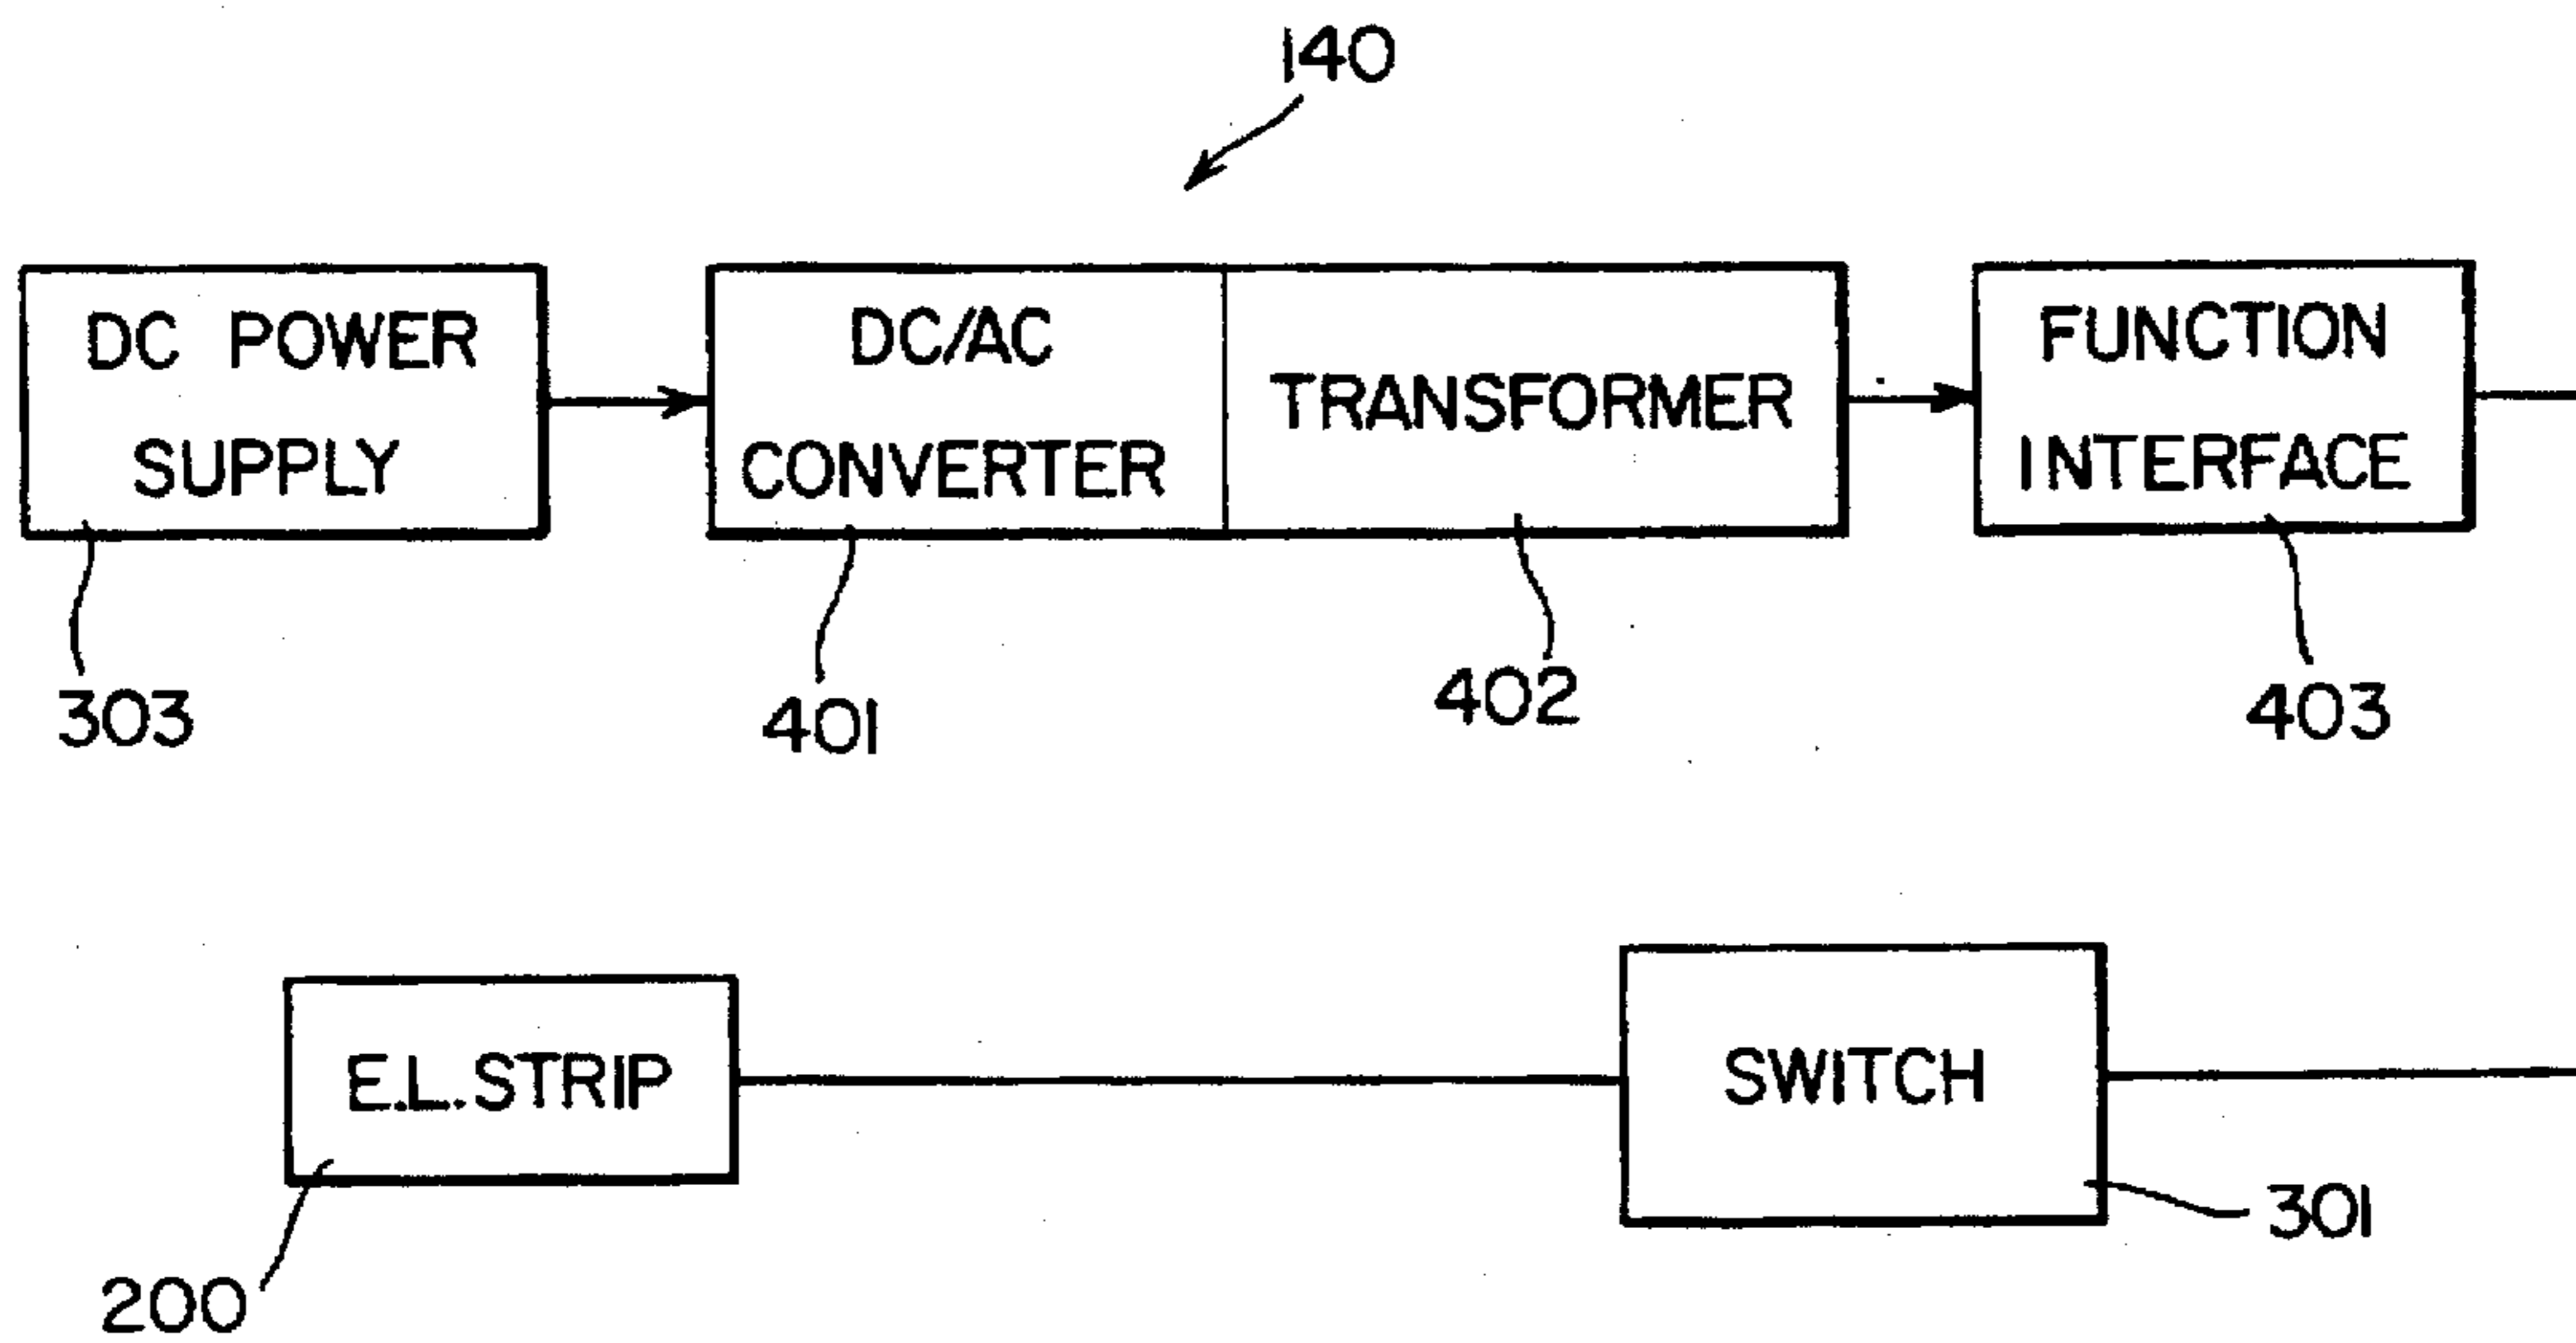 140
DC POWER
SUPPLY
DC/AC
CONVERTER
TRANSFORMER
FUNCTION
INTERFACE
303
401
402
403
E.L. STRIP
SWITCH
301
200